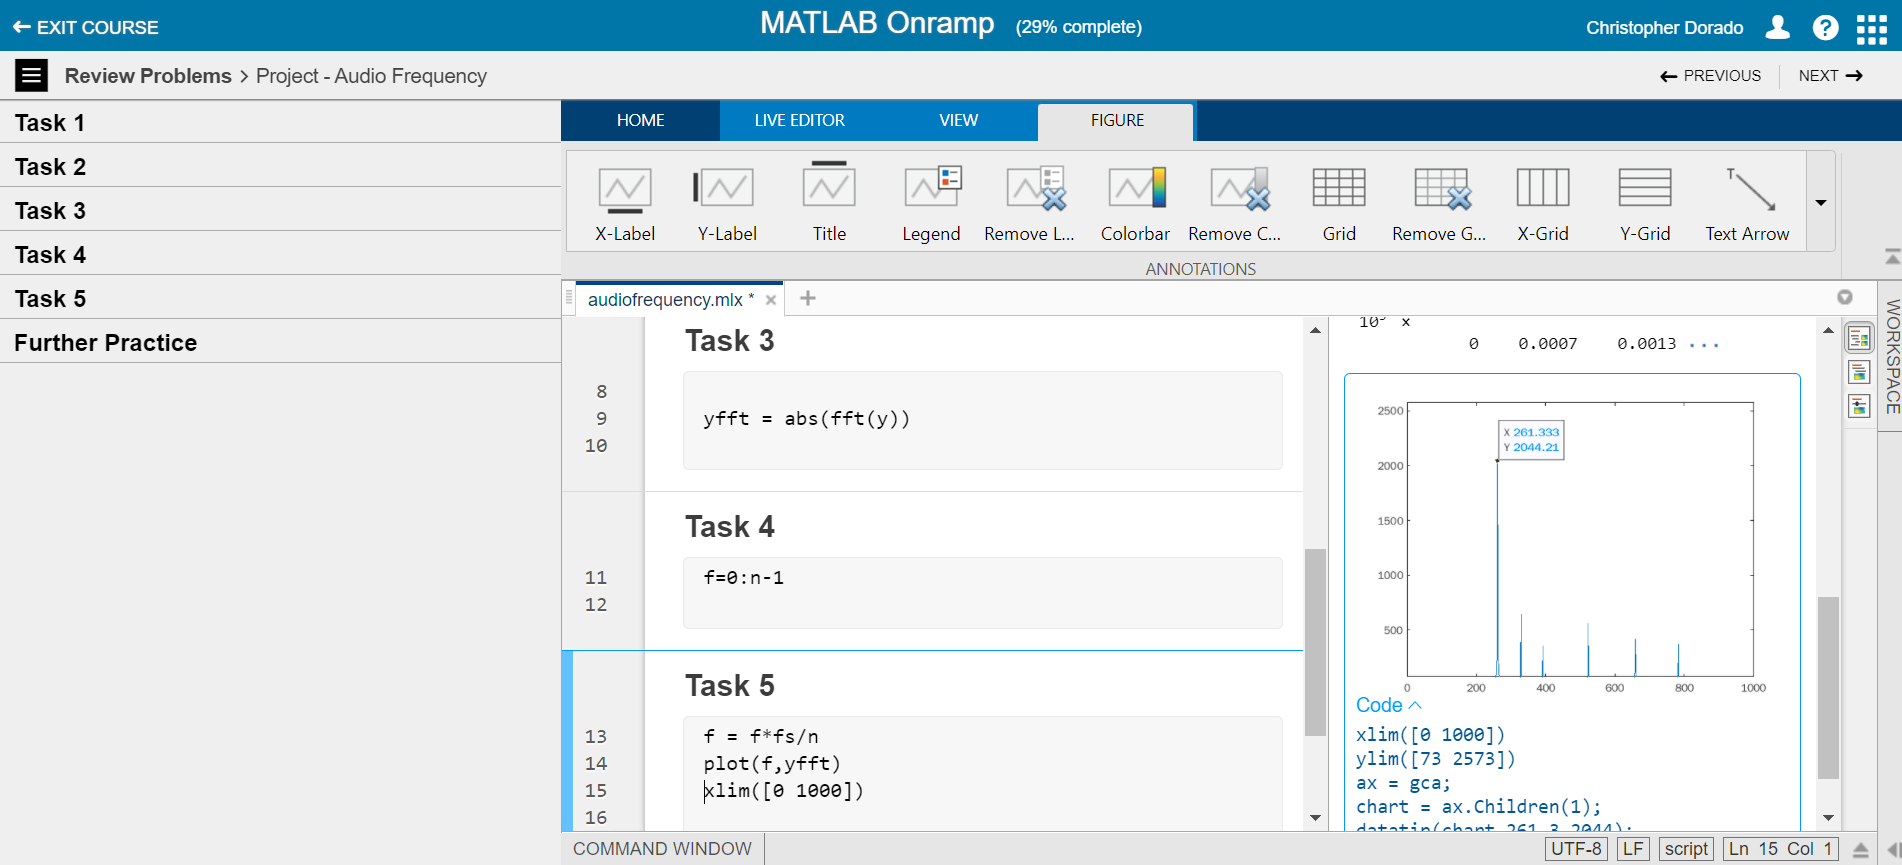 EXIT COURSE
MATLAB Onramp (29% complete)
Christopher Dorado
Review Problems > Project - Audio Frequency
PREVIOUS
NEXT
Task 1
Task 2
Task 3
Task 4
Task 5
Further Practice
HOME
LIVE EDITOR
VIEW
FIGURE
X-Label
Y-Label
Title
Legend
Remove L...
Colorbar
Remove C...
Grid
Remove G...
X-Grid
Y-Grid
T
Text Arrow
ANNOTATIONS
audiofrequency.mlx *
Task 3
8
9 yfft = abs(fft(y))
10
Task 4
11 f=0:n-1
12
Task 5
13 f = f*fs/n
14 plot(f,yfft)
15 xlim([0 1000])
16
0 0.0007 0.0013 ...
2500
X 261.333
Y 2044.21
2000
1500
1000
500
0 200 400 600 800 1000
Code
xlim([0 1000])
ylim([73 2573])
ax = gca;
chart = ax.Children(1);
datatip(chart,261.3,2044);
WORKSPACE
COMMAND WINDOW
UTF-8
LF
script
Ln 15 Col 1